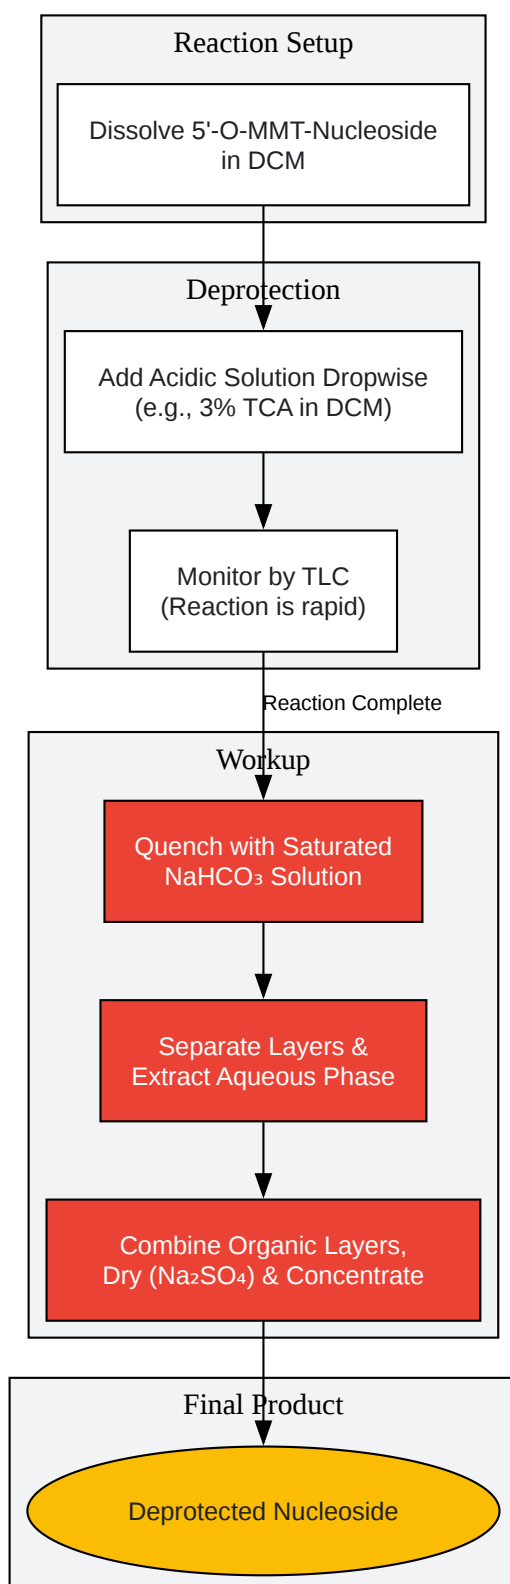 Reaction Setup
Dissolve 5'-O-MMT-Nucleoside
in DCM
Deprotection
Add Acidic Solution Dropwise
(e.g., 3% TCA in DCM)
Monitor by TLC
(Reaction is rapid)
Reaction Complete
Workup
Quench with Saturated
NaHCO₃ Solution
Separate Layers &
Extract Aqueous Phase
Combine Organic Layers,
Dry (Na₂SO₄) & Concentrate
Final Product
Deprotected Nucleoside